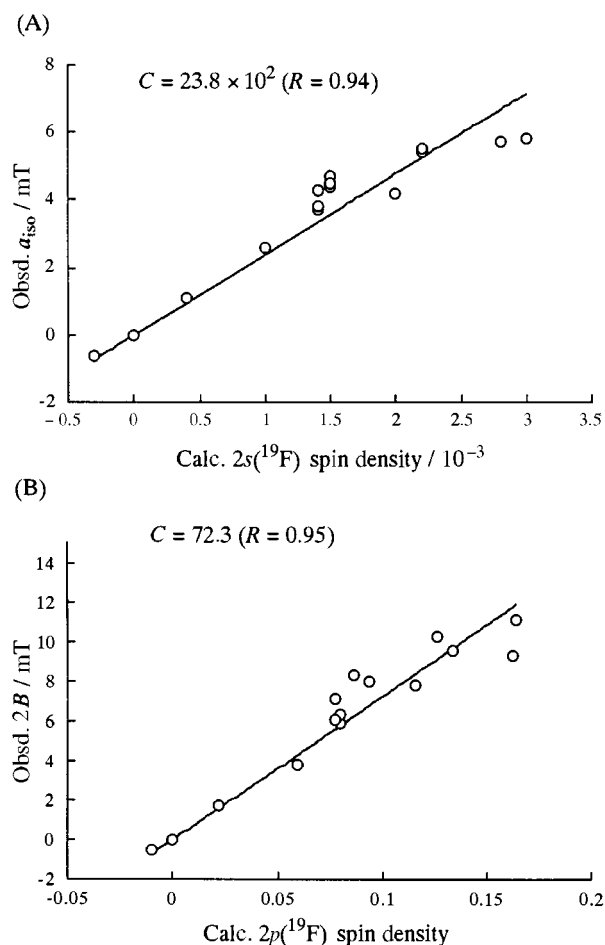 (A)
C = 23.8 × 10² (R = 0.94)
8
6
4
2
0
-2
Obsd. a_iso / mT
-0.5 0 0.5 1 1.5 2 2.5 3 3.5
Calc. 2s(¹⁹F) spin density / 10⁻³
(B)
C = 72.3 (R = 0.95)
14
12
10
8
6
4
2
0
-2
Obsd. 2B / mT
-0.05 0 0.05 0.1 0.15 0.2
Calc. 2p(¹⁹F) spin density